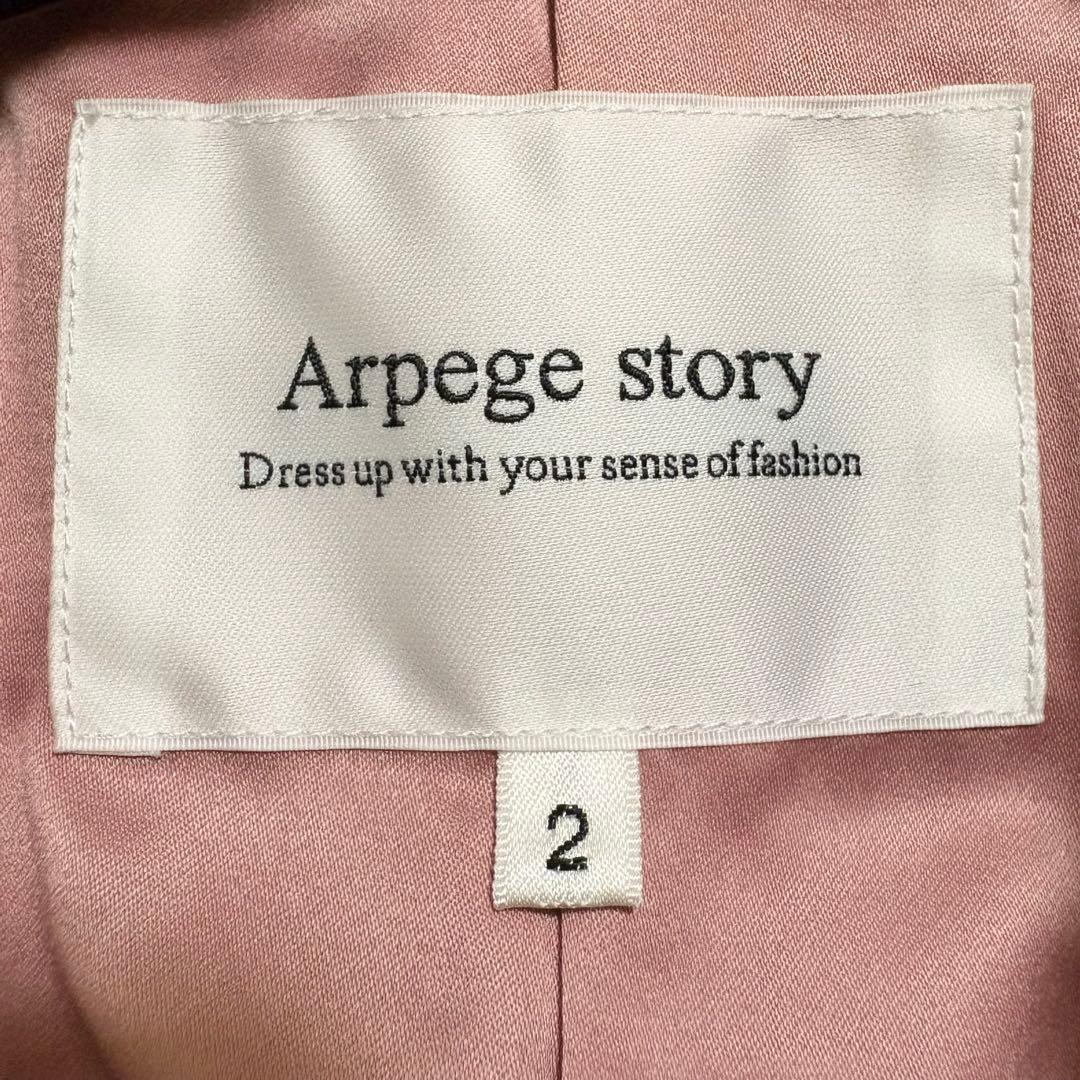 Arpege story
Dress up with your sense of fashion
2